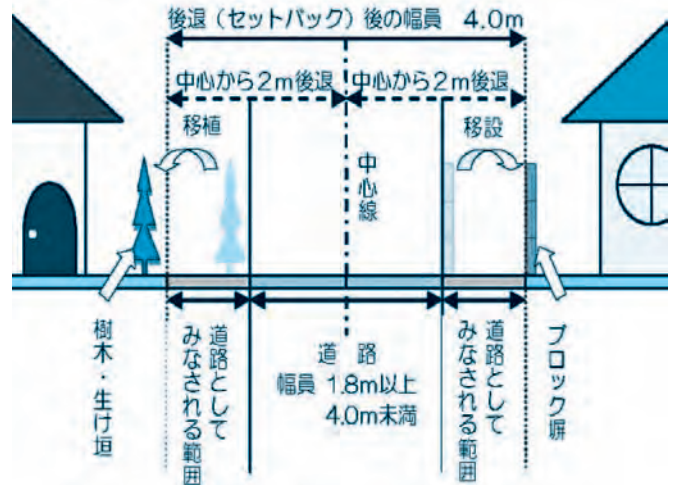 後退（セットバック）後の幅員 4.0m
中心から2m後退
中心から2m後退
移植
移設
中心線
樹木・生け垣
道路として
みなされる範囲
道 路
幅員 1.8m以上
4.0m未満
道路として
みなされる範囲
ブロック塀